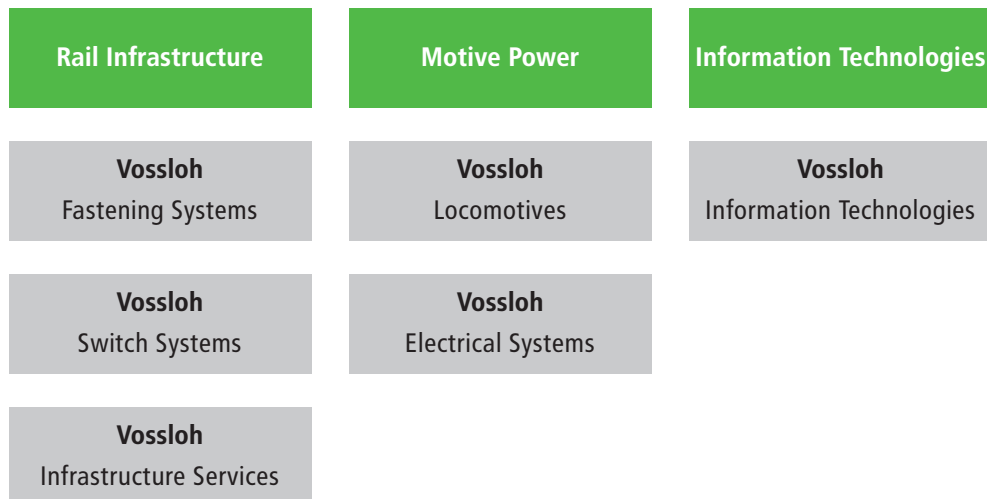 Rail Infrastructure
Motive Power
Information Technologies
Vossloh
Fastening Systems
Vossloh
Locomotives
Vossloh
Information Technologies
Vossloh
Switch Systems
Vossloh
Electrical Systems
Vossloh
Infrastructure Services